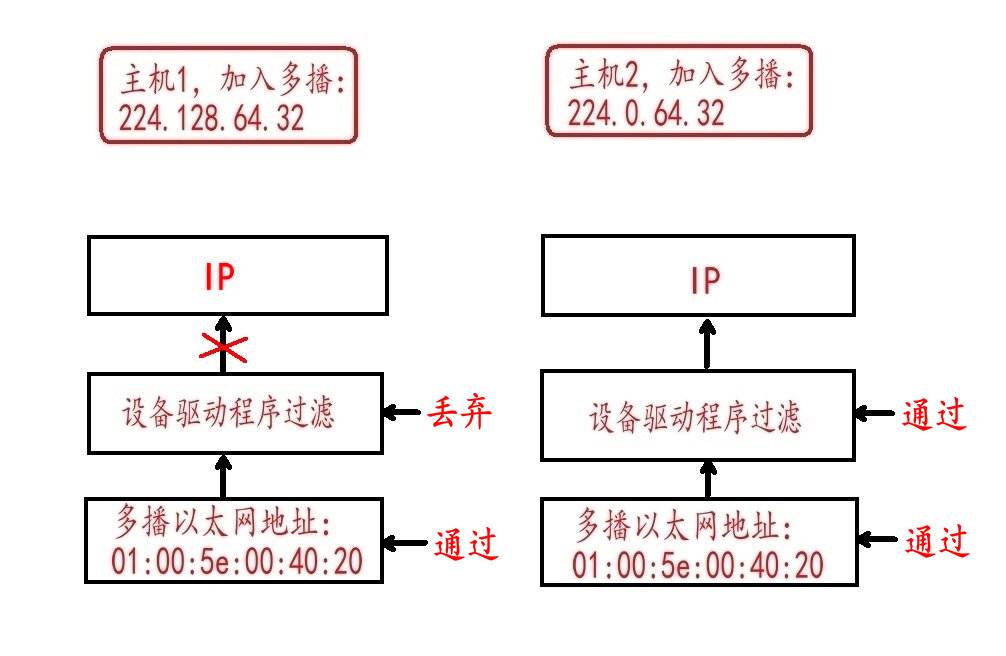 主机1，加入多播：
224.128.64.32
主机2，加入多播：
224.0.64.32
IP
IP
设备驱动程序过滤
丢弃
设备驱动程序过滤
通过
多播以太网地址：
01:00:5e:00:40:20
通过
多播以太网地址：
01:00:5e:00:40:20
通过